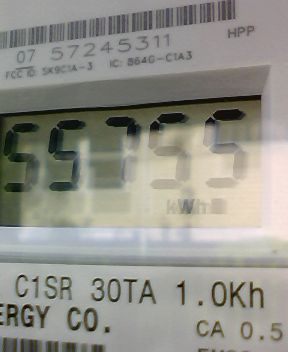 07 57245311
HPP
FCC ID: SK9C1A-3 IC: 864G-C1A3
55755
kWh
C1SR 30TA 1.0Kh
ERGY CO.
CA 0.5